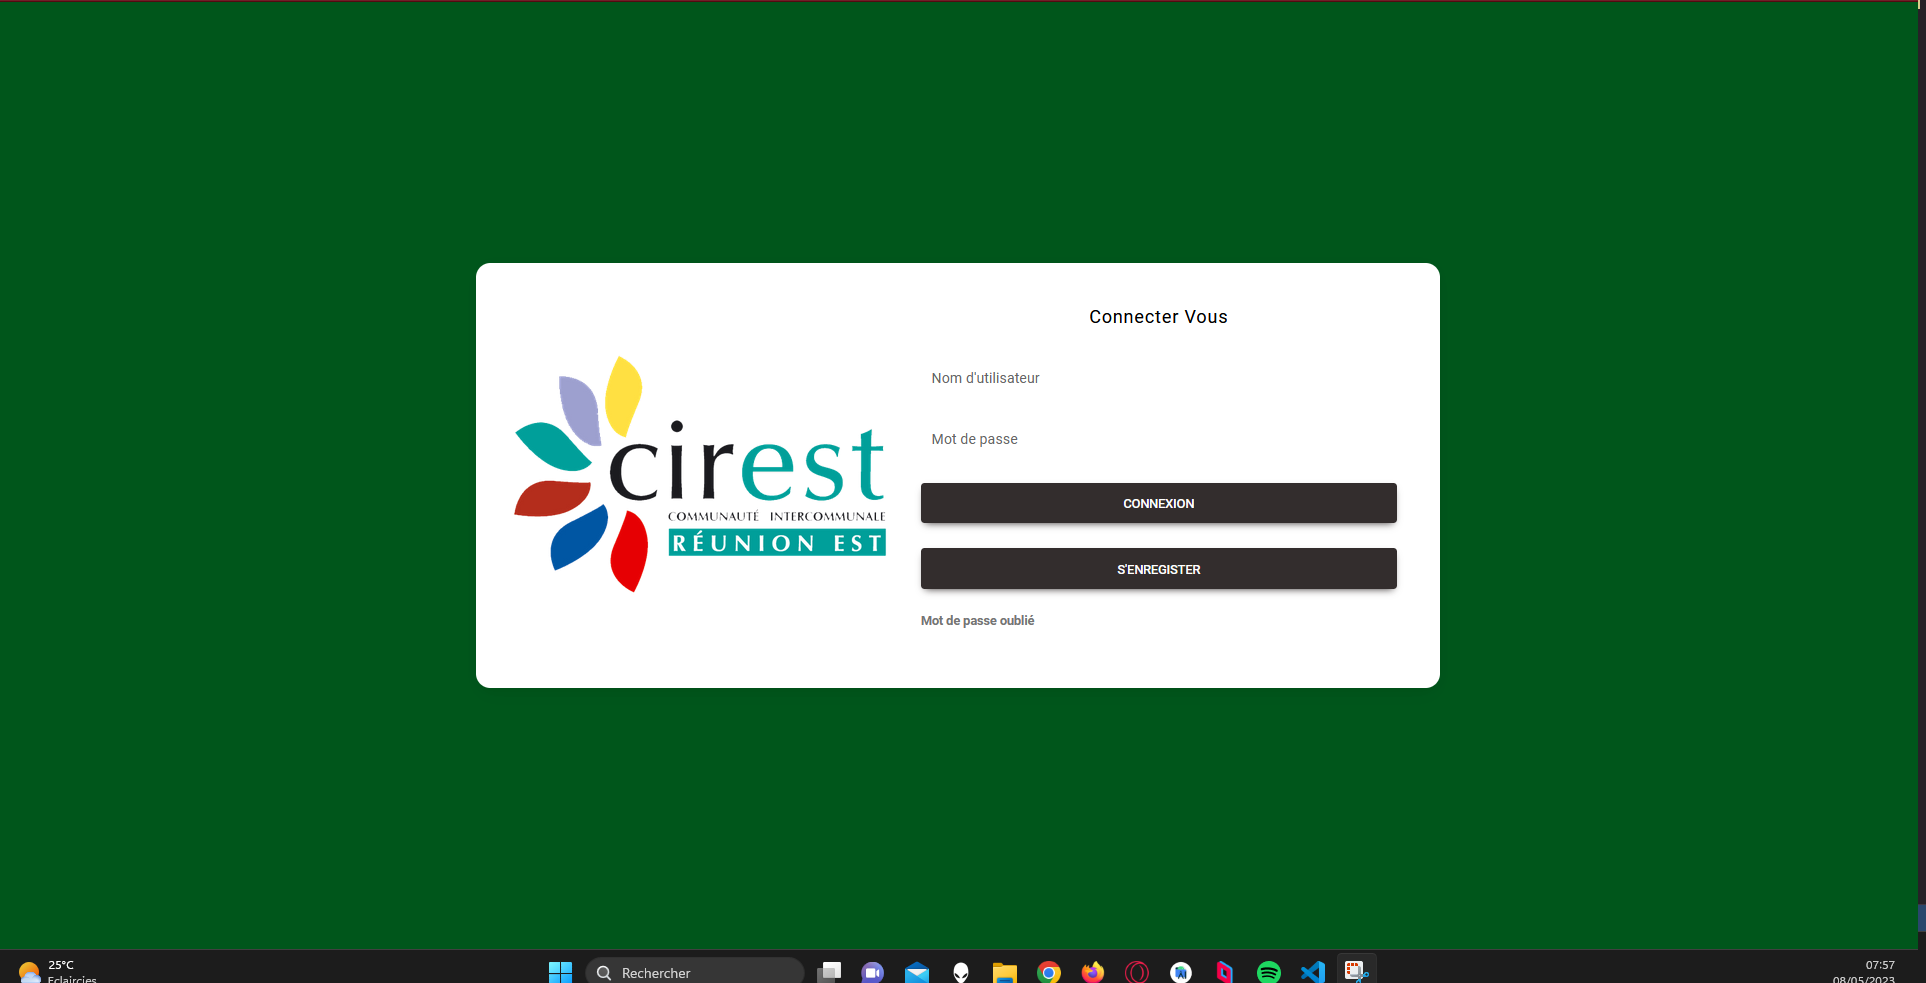 Connecter Vous
Nom d'utilisateur
Mot de passe
cirest
COMMUNAUTÉ INTERCOMMUNALE
RÉUNION EST
CONNEXION
S'ENREGISTER
Mot de passe oublié
25°C
Eclaircies
Rechercher
07:57
08/05/2023